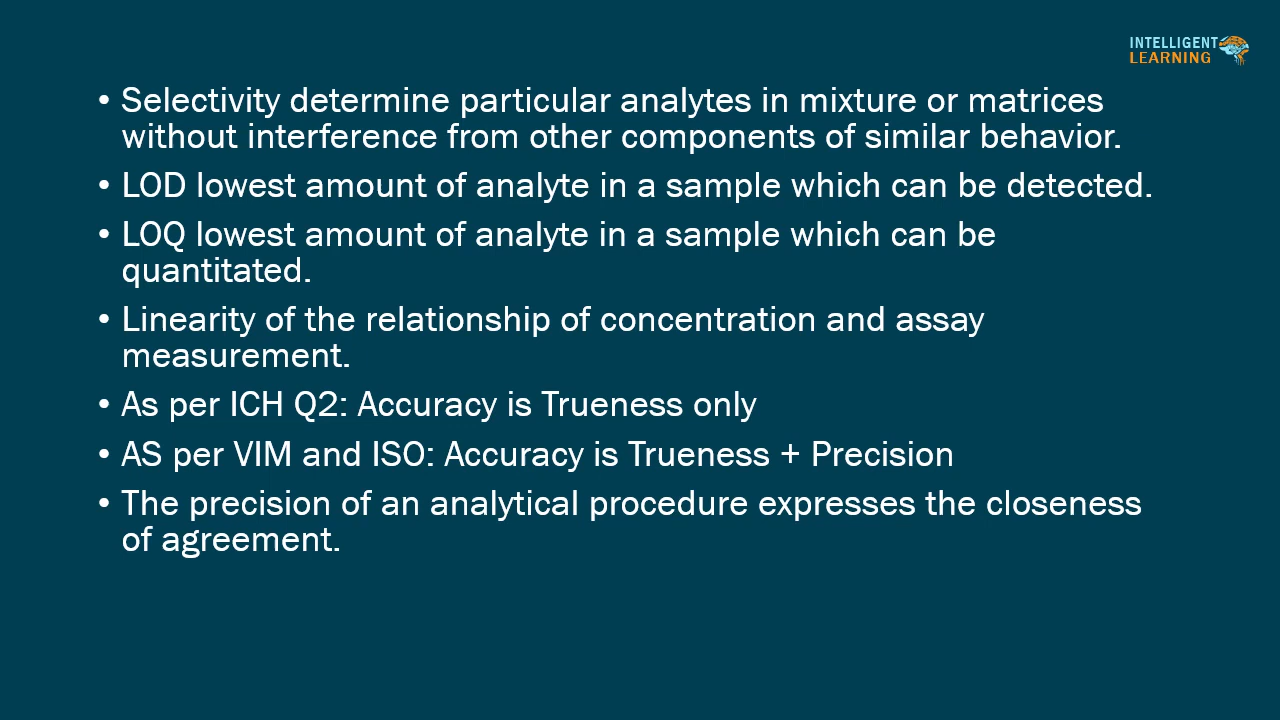 INTELLIGENT
LEARNING
• Selectivity determine particular analytes in mixture or matrices
without interference from other components of similar behavior.
• LOD lowest amount of analyte in a sample which can be detected.
• LOQ lowest amount of analyte in a sample which can be
quantitated.
• Linearity of the relationship of concentration and assay
measurement.
• As per ICH Q2: Accuracy is Trueness only
• AS per VIM and ISO: Accuracy is Trueness + Precision
• The precision of an analytical procedure expresses the closeness
of agreement.